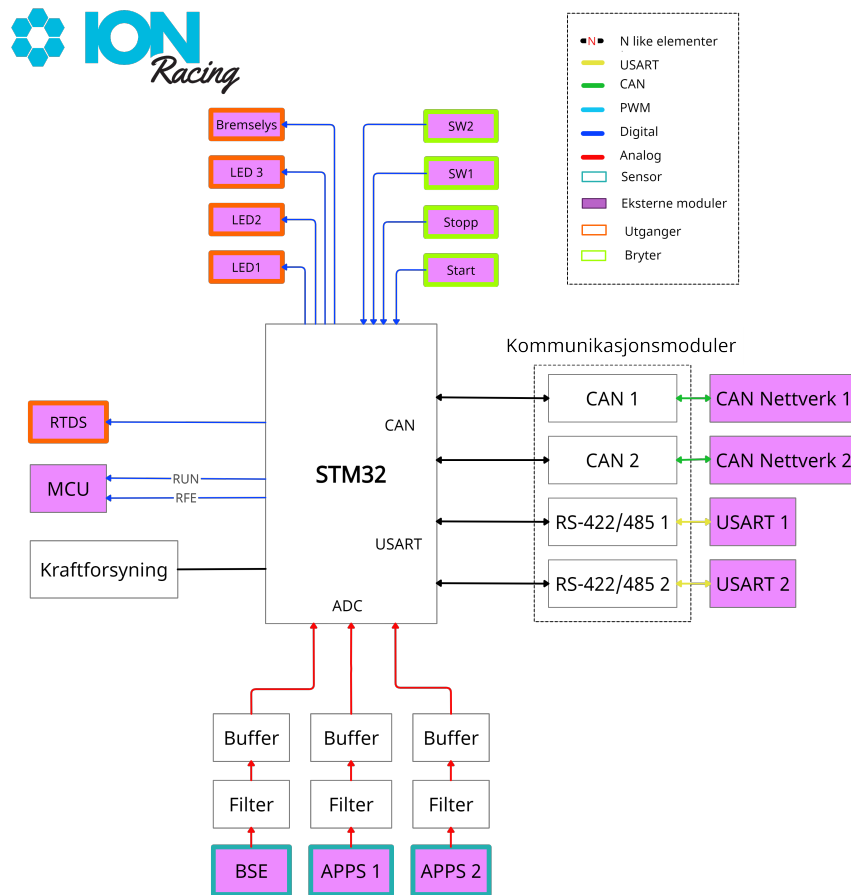 ION
Racing
N
N like elementer
USART
CAN
PWM
Digital
Analog
Sensor
Eksterne moduler
Utganger
Bryter
Bremselys
LED 3
LED2
LED1
SW2
SW1
Stopp
Start
Kommunikasjonsmoduler
RTDS
MCU
RUN
RFE
Kraftforsyning
STM32
CAN
USART
ADC
CAN 1
CAN Nettverk 1
CAN 2
CAN Nettverk 2
RS-422/485 1
USART 1
RS-422/485 2
USART 2
Buffer
Buffer
Buffer
Filter
Filter
Filter
BSE
APPS 1
APPS 2